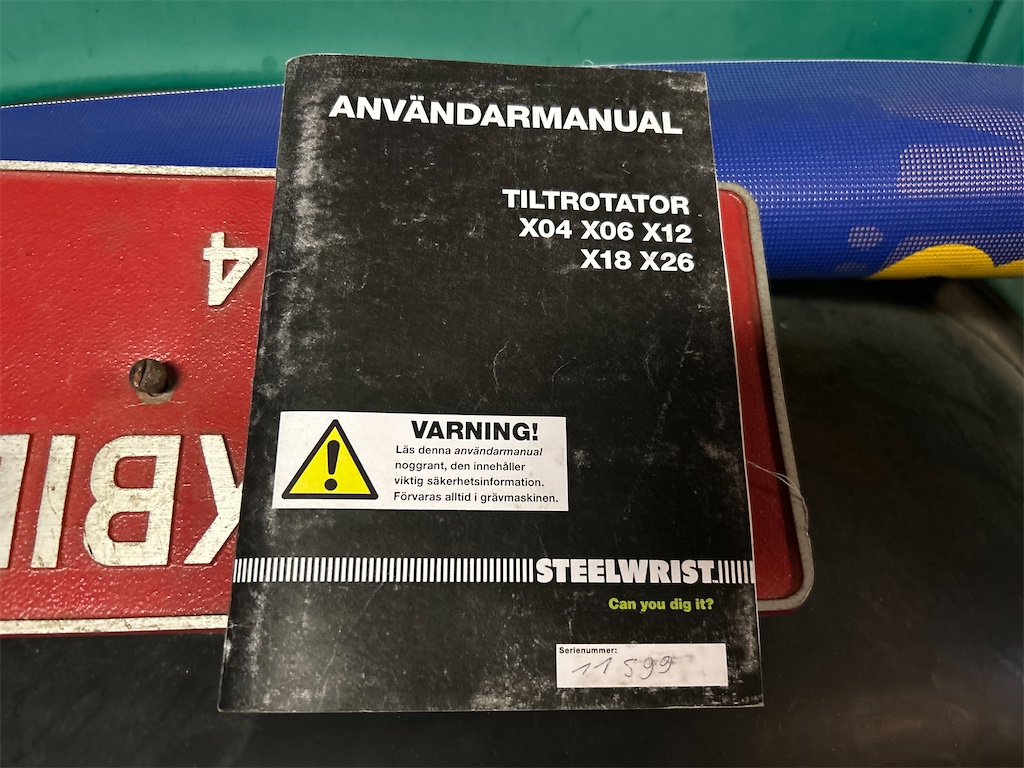 ANVÄNDARMANUAL
TILTROTATOR
X04 X06 X12
X18 X26
VARNING!
Läs denna användarmanual
noggrant, den innehåller
viktig säkerhetsinformation.
Förvaras alltid i grävmaskinen.
STEELWRIST
Can you dig it?
Serienummer:
11599
4